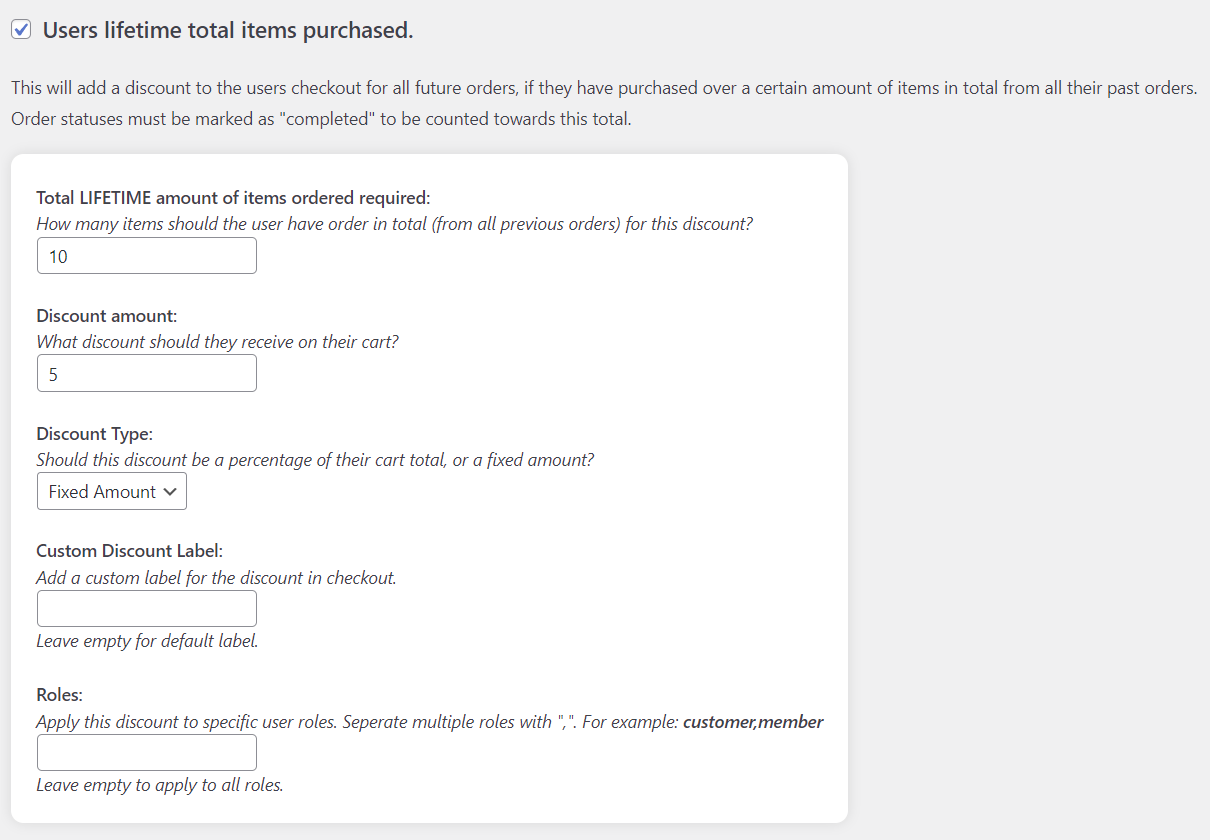 Users lifetime total items purchased.
This will add a discount to the users checkout for all future orders, if they have purchased over a certain amount of items in total from all their past orders.
Order statuses must be marked as "completed" to be counted towards this total.
Total LIFETIME amount of items ordered required:
How many items should the user have order in total (from all previous orders) for this discount?
10
Discount amount:
What discount should they receive on their cart?
5
Discount Type:
Should this discount be a percentage of their cart total, or a fixed amount?
Fixed Amount
Custom Discount Label:
Add a custom label for the discount in checkout.
Leave empty for default label.
Roles:
Apply this discount to specific user roles. Seperate multiple roles with ",". For example: customer,member
Leave empty to apply to all roles.